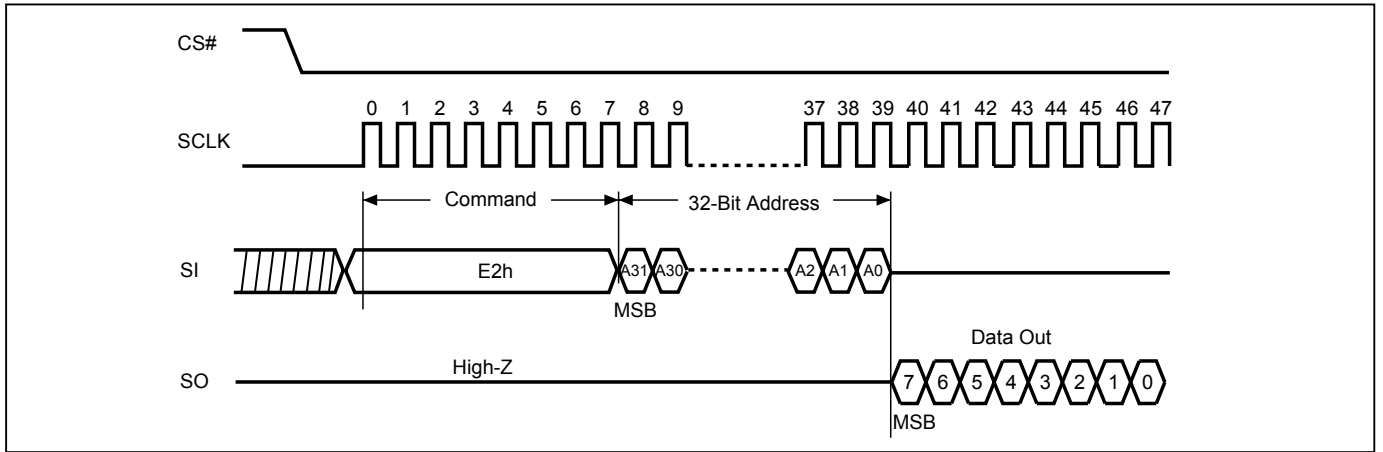 CS#
0 1 2 3 4 5 6 7 8 9 37 38 39 40 41 42 43 44 45 46 47
SCLK
Command 32-Bit Address
SI E2h A31 A30 A2 A1 A0
MSB
Data Out
High-Z
SO 7 6 5 4 3 2 1 0
MSB